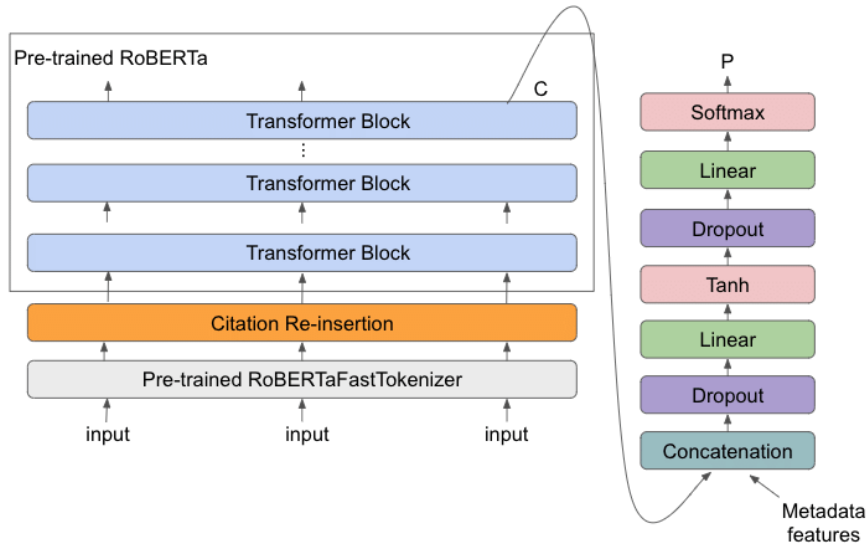 Pre-trained RoBERTa
C
Transformer Block
Transformer Block
Transformer Block
Citation Re-insertion
Pre-trained RoBERTaFastTokenizer
input input input
P
Softmax
Linear
Dropout
Tanh
Linear
Dropout
Concatenation
Metadata
features